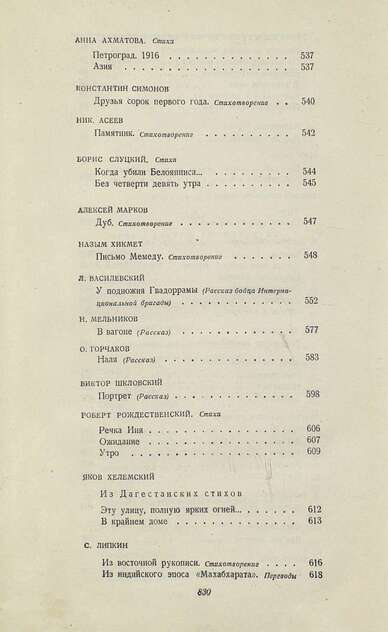 АННА АХМАТОВА. Стихи
Петроград. 1916 . . . . . . . . . . . 537
Азия . . . . . . . . . . . . . . . 537
КОНСТАНТИН СИМОНОВ
Друзья сорок первого года. Стихотворение . . 540
НИК. АСЕЕВ
Памятник. Стихотворение . . . . . . . . 542
БОРИС СЛУЦКИЙ. Стихи
Когда убили Белоянниса... . . . . . . . . 544
Без четверти девять утра . . . . . . . . 545
АЛЕКСЕЙ МАРКОВ
Дуб. Стихотворение . . . . . . . . . . 547
НАЗЫМ ХИКМЕТ
Письмо Мемеду. Стихотворение . . . . . . 548
Л. ВАСИЛЕВСКИЙ
У подножия Гвадоррамы (Рассказ бойца Интерна-
циональной бригады) . . . . . . . . . . 552
Н. МЕЛЬНИКОВ
В вагоне (Рассказ) . . . . . . . . . . . 577
О. ГОРЧАКОВ
Наля (Рассказ) . . . . . . . . . . . . 583
ВИКТОР ШКЛОВСКИЙ
Портрет (Рассказ) . . . . . . . . . . . 598
РОБЕРТ РОЖДЕСТВЕНСКИЙ. Стихи
Речка Иня . . . . . . . . . . . . . 606
Ожидание . . . . . . . . . . . . . 607
Утро . . . . . . . . . . . . . . . 609
ЯКОВ ХЕЛЕМСКИЙ
Из Дагестанских стихов
Эту улицу, полную ярких огней... . . . . . 612
В крайнем доме . . . . . . . . . . . 613
С. ЛИПКИН
Из восточной рукописи. Стихотворение . . . . 616
Из индийского эпоса «Махабхарата». Переводы 618
830